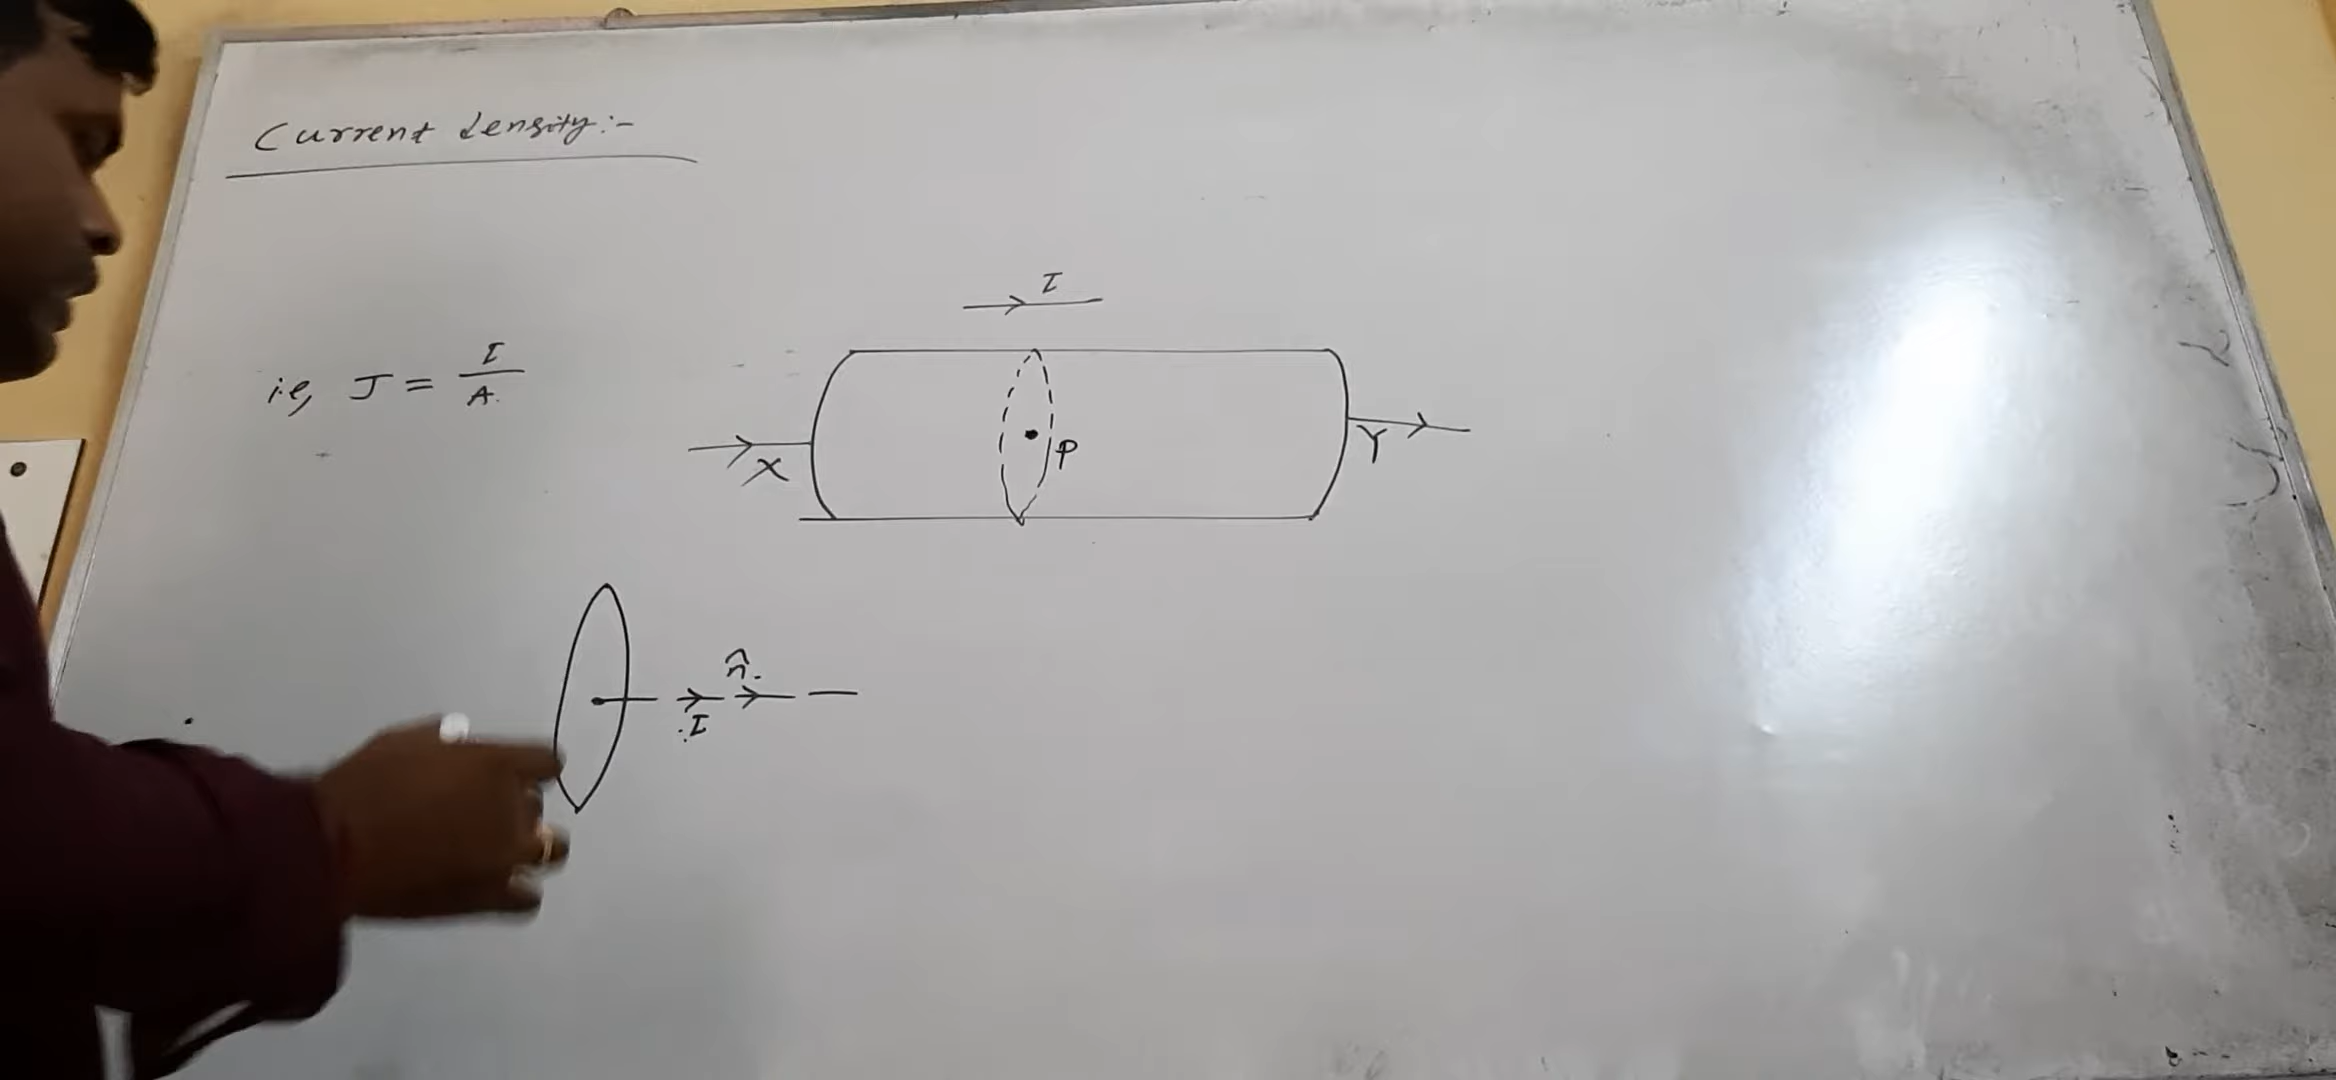 Current density:-
I
i.e, J = I/A.
X
P
Y
n̂.
I